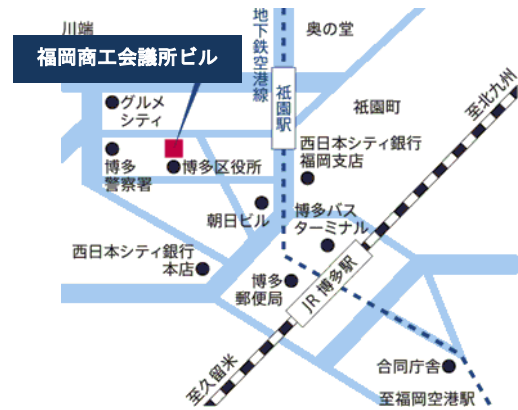 川端
地下鉄空港線
奥の堂
福岡商工会議所ビル
グルメ
シティ
祇園駅
祇園町
至北九州
西日本シティ銀行
福岡支店
博多
警察署
博多区役所
朝日ビル
博多バス
ターミナル
西日本シティ銀行
本店
博多
郵便局
JR 博多駅
至久留米
合同庁舎
至福岡空港駅